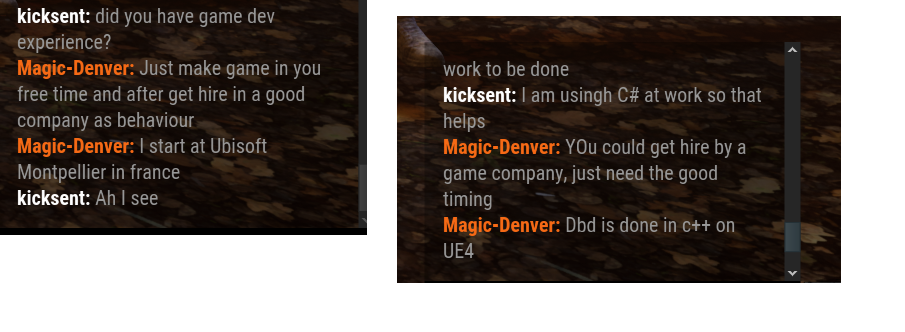 kicksent: did you have game dev
experience?
Magic-Denver: Just make game in you
free time and after get hire in a good
company as behaviour
Magic-Denver: I start at Ubisoft
Montpellier in france
kicksent: Ah I see
work to be done
kicksent: I am usingh C# at work so that
helps
Magic-Denver: YOu could get hire by a
game company, just need the good
timing
Magic-Denver: Dbd is done in c++ on
UE4